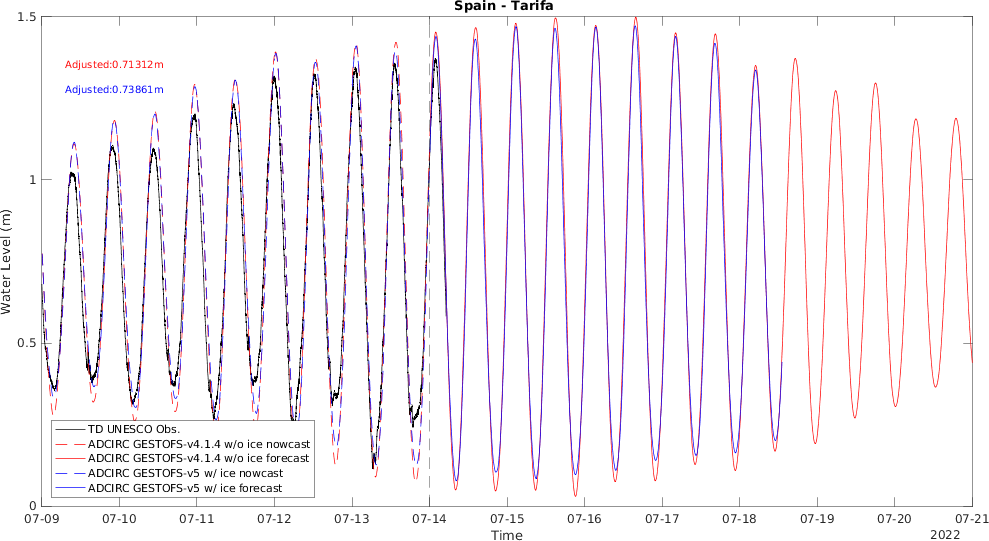 Spain - Tarifa
1.5
Adjusted:0.71312m
Adjusted:0.73861m
1
Water Level (m)
0.5
TD UNESCO Obs.
ADCIRC GESTOFS-v4.1.4 w/o ice nowcast
ADCIRC GESTOFS-v4.1.4 w/o ice forecast
ADCIRC GESTOFS-v5 w/ ice nowcast
ADCIRC GESTOFS-v5 w/ ice forecast
0
07-09 07-10 07-11 07-12 07-13 07-14 07-15 07-16 07-17 07-18 07-19 07-20 07-21
Time
2022